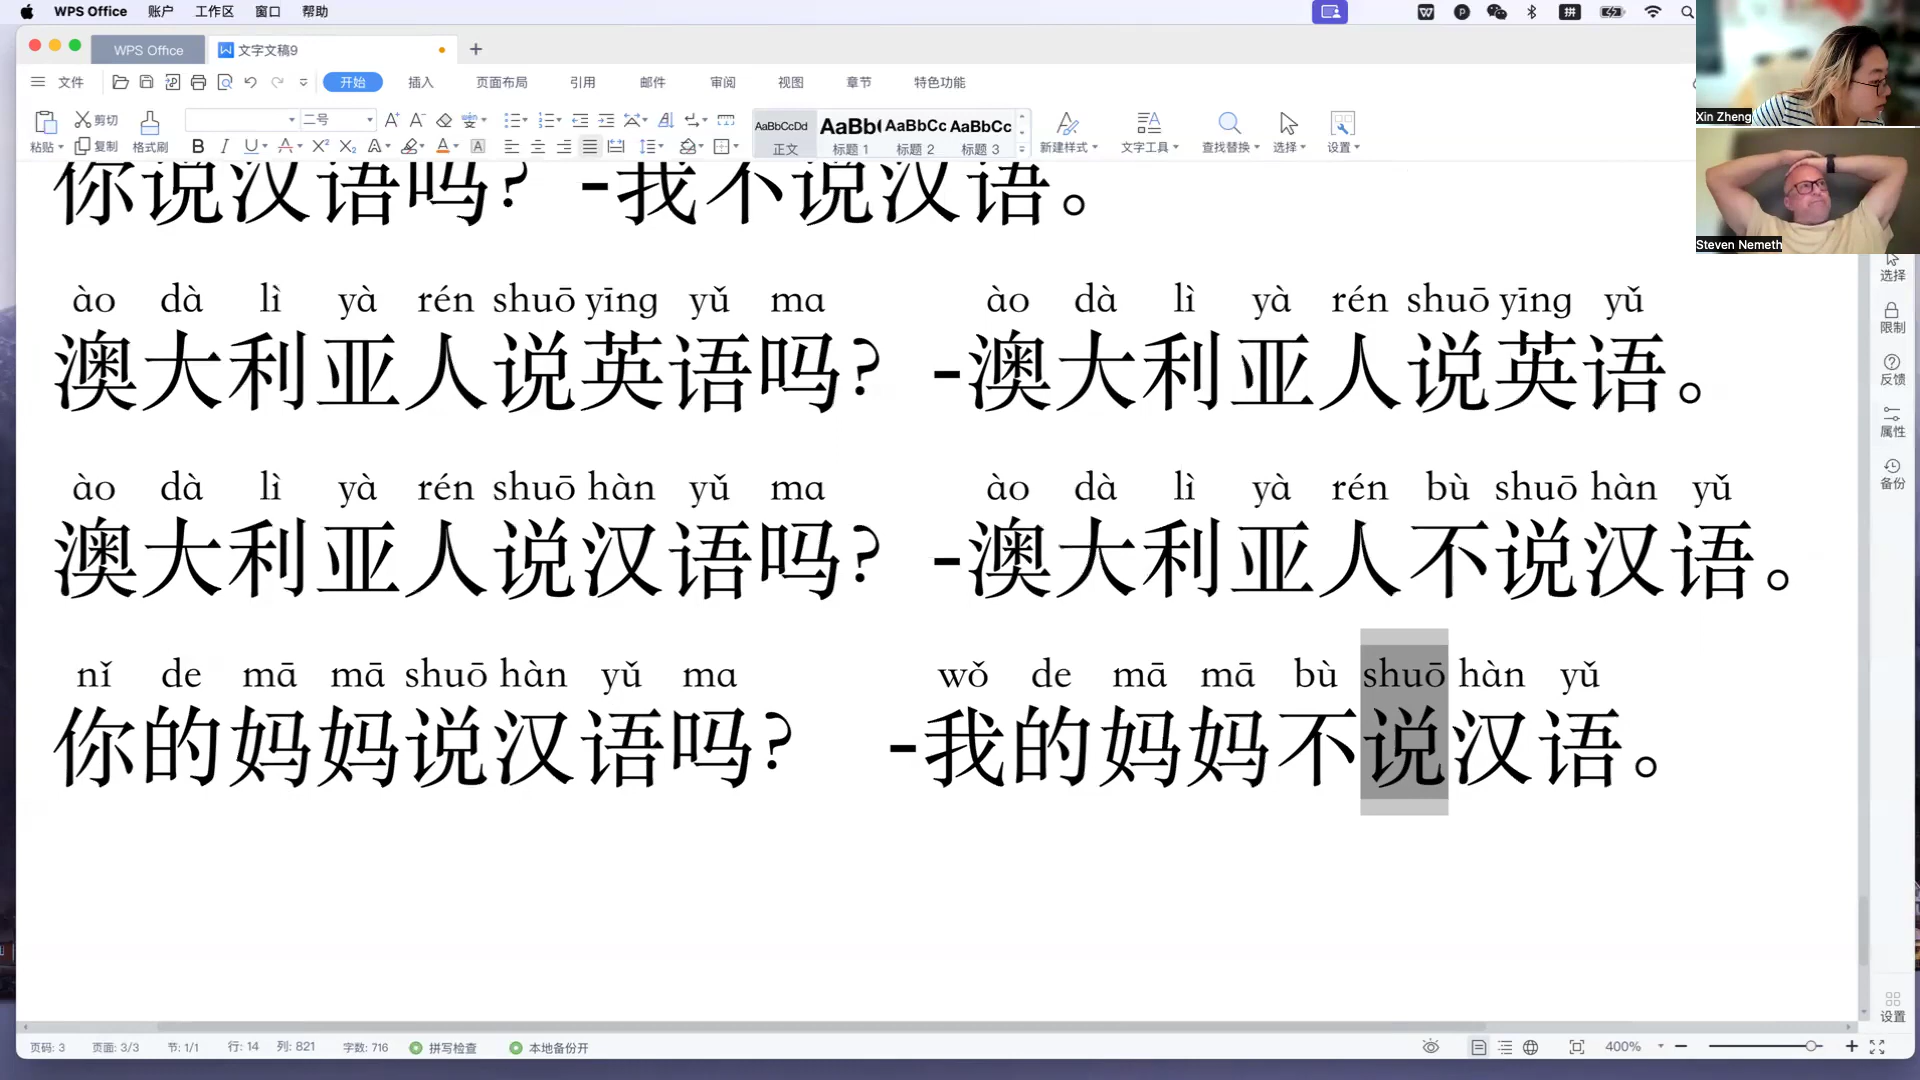 WPS Office 账户 工作区 窗口 帮助
WPS Office 文字文稿9
文件 开始 插入 页面布局 引用 邮件 审阅 视图 章节 特色功能
粘贴 剪切 复制 格式刷 二号
AaBbCcDd 正文 AaBb( 标题 1 AaBbCc 标题 2 AaBbCc 标题 3 新建样式 文字工具 查找替换 选择 设置
Xin Zheng
Steven Nemeth
你说汉语吗? -我不说汉语。
ào dà lì yà rén shuō yīng yǔ ma ào dà lì yà rén shuō yīng yǔ
澳大利亚人说英语吗? -澳大利亚人说英语。
ào dà lì yà rén shuō hàn yǔ ma ào dà lì yà rén bù shuō hàn yǔ
澳大利亚人说汉语吗? -澳大利亚人不说汉语。
nǐ de mā mā shuō hàn yǔ ma wǒ de mā mā bù shuō hàn yǔ
你的妈妈说汉语吗? -我的妈妈不说汉语。
选择
限制
反馈
属性
备份
设置
页码: 3 页面: 3/3 节: 1/1 行: 14 列: 821 字数: 716 拼写检查 本地备份开 400%